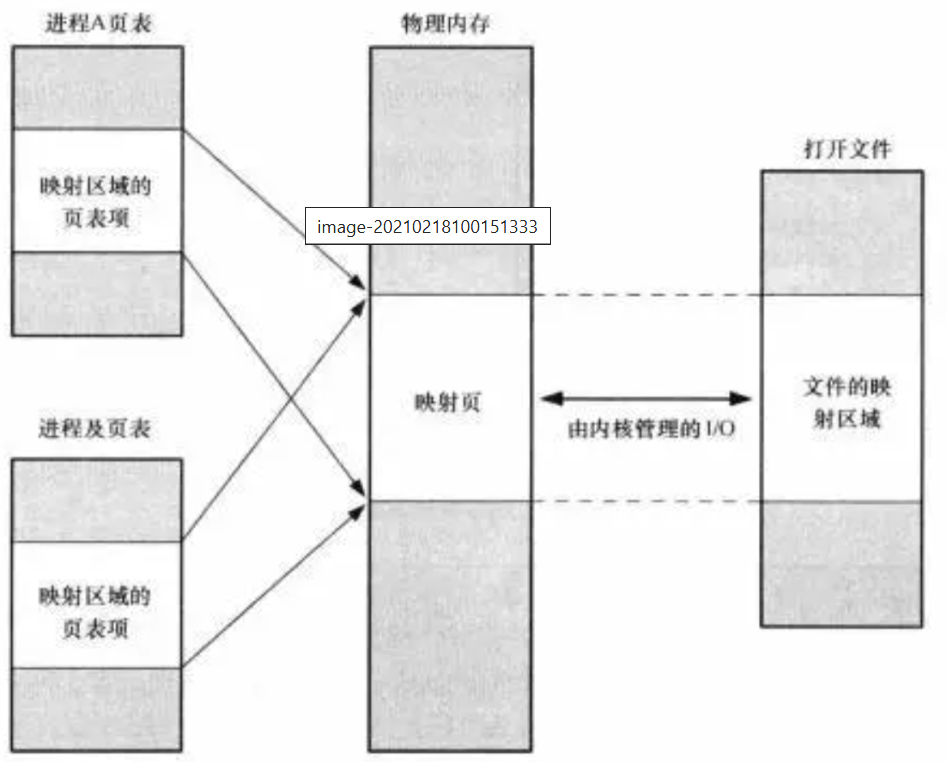 进程A页表
物理内存
打开文件
映射区域的
页表项
image-20210218100151333
映射页
文件的映
射区域
由内核管理的I/O
进程及页表
映射区域的
页表项